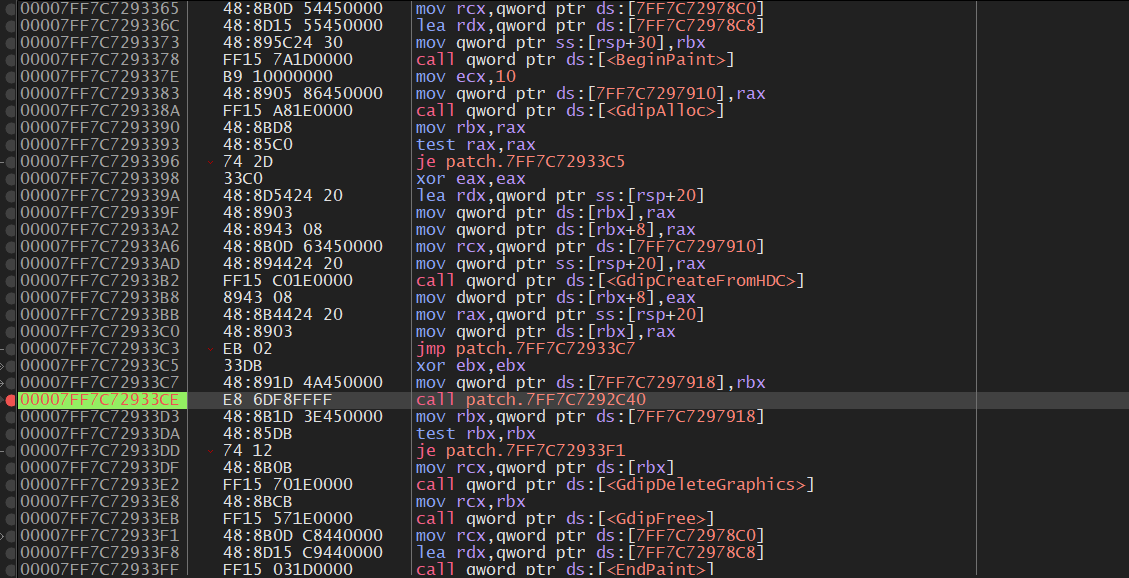 00007FF7C7293365 48:8B0D 54450000 mov rcx,qword ptr ds:[7FF7C72978C0]
00007FF7C729336C 48:8D15 55450000 lea rdx,qword ptr ds:[7FF7C72978C8]
00007FF7C7293373 48:895C24 30 mov qword ptr ss:[rsp+30],rbx
00007FF7C7293378 FF15 7A1D0000 call qword ptr ds:[<BeginPaint>]
00007FF7C729337E B9 10000000 mov ecx,10
00007FF7C7293383 48:8905 86450000 mov qword ptr ds:[7FF7C7297910],rax
00007FF7C729338A FF15 A81E0000 call qword ptr ds:[<GdipAlloc>]
00007FF7C7293390 48:8BD8 mov rbx,rax
00007FF7C7293393 48:85C0 test rax,rax
00007FF7C7293396 74 2D je patch.7FF7C72933C5
00007FF7C7293398 33C0 xor eax,eax
00007FF7C729339A 48:8D5424 20 lea rdx,qword ptr ss:[rsp+20]
00007FF7C729339F 48:8903 mov qword ptr ds:[rbx],rax
00007FF7C72933A2 48:8943 08 mov qword ptr ds:[rbx+8],rax
00007FF7C72933A6 48:8B0D 63450000 mov rcx,qword ptr ds:[7FF7C7297910]
00007FF7C72933AD 48:894424 20 mov qword ptr ss:[rsp+20],rax
00007FF7C72933B2 FF15 C01E0000 call qword ptr ds:[<GdipCreateFromHDC>]
00007FF7C72933B8 8943 08 mov dword ptr ds:[rbx+8],eax
00007FF7C72933BB 48:8B4424 20 mov rax,qword ptr ss:[rsp+20]
00007FF7C72933C0 48:8903 mov qword ptr ds:[rbx],rax
00007FF7C72933C3 EB 02 jmp patch.7FF7C72933C7
00007FF7C72933C5 33DB xor ebx,ebx
00007FF7C72933C7 48:891D 4A450000 mov qword ptr ds:[7FF7C7297918],rbx
00007FF7C72933CE E8 6DF8FFFF call patch.7FF7C7292C40
00007FF7C72933D3 48:8B1D 3E450000 mov rbx,qword ptr ds:[7FF7C7297918]
00007FF7C72933DA 48:85DB test rbx,rbx
00007FF7C72933DD 74 12 je patch.7FF7C72933F1
00007FF7C72933DF 48:8B0B mov rcx,qword ptr ds:[rbx]
00007FF7C72933E2 FF15 701E0000 call qword ptr ds:[<GdipDeleteGraphics>]
00007FF7C72933E8 48:8BCB mov rcx,rbx
00007FF7C72933EB FF15 571E0000 call qword ptr ds:[<GdipFree>]
00007FF7C72933F1 48:8B0D C8440000 mov rcx,qword ptr ds:[7FF7C72978C0]
00007FF7C72933F8 48:8D15 C9440000 lea rdx,qword ptr ds:[7FF7C72978C8]
00007FF7C72933FF FF15 031D0000 call qword ptr ds:[<EndPaint>]